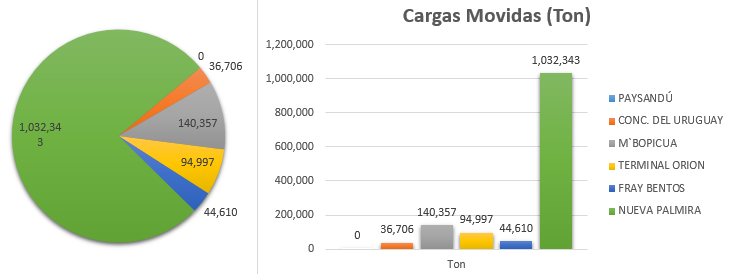 Cargas Movidas (Ton)
0
36,706
140,357
94,997
44,610
1,032,34
3
1,200,000
1,000,000
800,000
600,000
400,000
200,000
0
0
36,706
140,357
94,997
44,610
1,032,343
Ton
PAYSANDÚ
CONC. DEL URUGUAY
M`BOPICUA
TERMINAL ORION
FRAY BENTOS
NUEVA PALMIRA